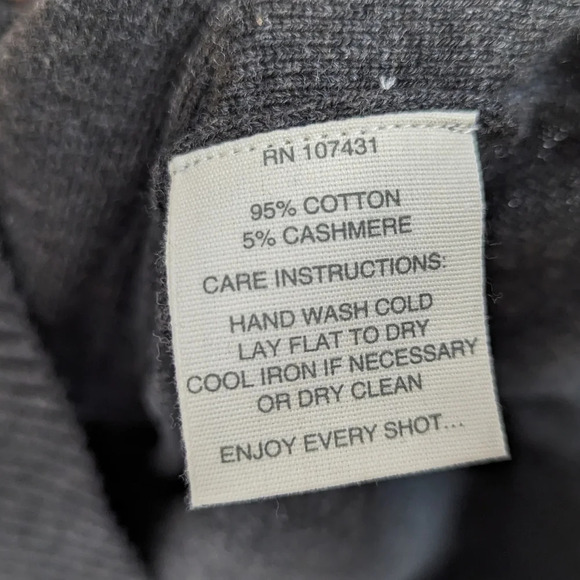 RN 107431
95% COTTON
5% CASHMERE
CARE INSTRUCTIONS:
HAND WASH COLD
LAY FLAT TO DRY
COOL IRON IF NECESSARY
OR DRY CLEAN
ENJOY EVERY SHOT...